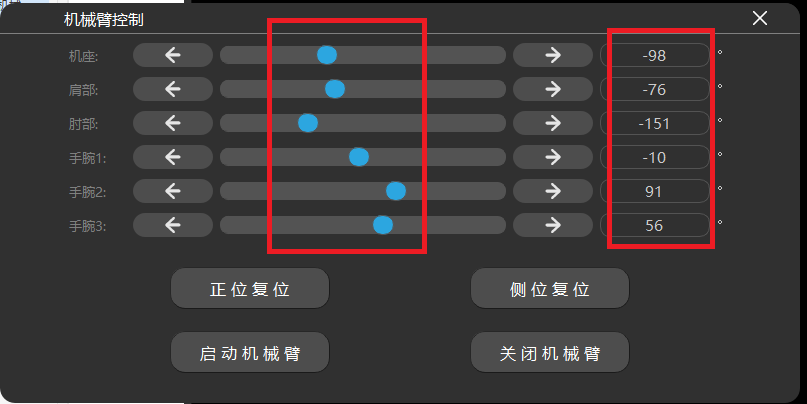 机械臂控制
机座: -98 °
肩部: -76 °
肘部: -151 °
手腕1: -10 °
手腕2: 91 °
手腕3: 56 °
正位复位 侧位复位
启动机械臂 关闭机械臂